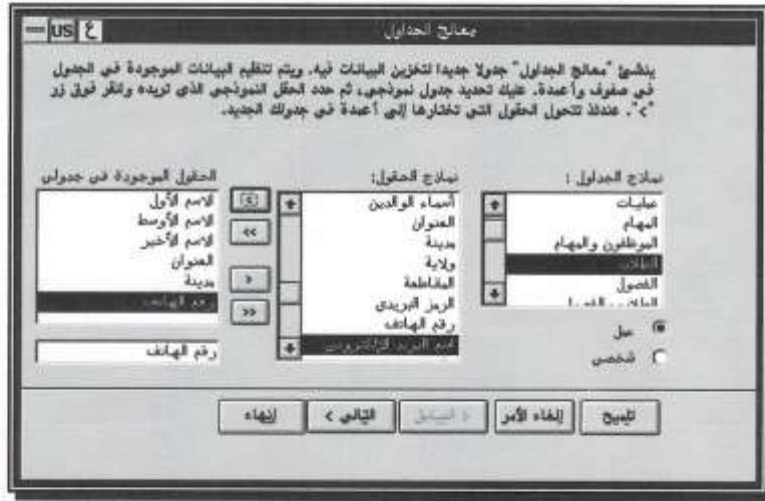 معالج الجداول
ع
US
ينشئ "معالج الجداول" جدولا جديدا لتخزين البيانات فيه. ويتم تنظيم البيانات الموجودة في الجدول
في صفوف وأعمدة. عليك تحديد جدول نموذجي، ثم حدد الحقل النموذجي الذي تريده وانقر فوق زر
">". عندئذ تتحول الحقول التي تختارها إلى أعمدة في جدولك الجديد.
نماذج الجداول :
عمليات
المهام
الموظفون والمهام
الطلاب
الفصول
عمل
شخصي
نماذج الحقول:
أسماء الوالدين
العنوان
مدينة
ولاية
المقاطعة
الرمز البريدي
رقم الهاتف
اسم البريد الإلكتروني
<<
>
>>
الحقول الموجودة في جدولي
الاسم الأول
الاسم الأوسط
الاسم الأخير
العنوان
مدينة
رقم الهاتف
رقم الهاتف
تلميح
إلغاء الأمر
< السابق
التالي >
إنهاء